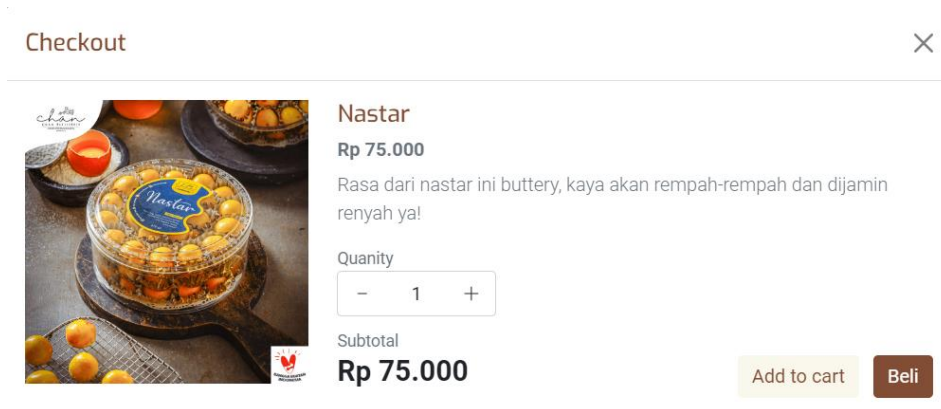 Checkout
chan
Nastar
Nastar
Rp 75.000
Rasa dari nastar ini buttery, kaya akan rempah-rempah dan dijamin
renyah ya!
Quanity
- 1 +
Subtotal
Rp 75.000
Add to cart
Beli